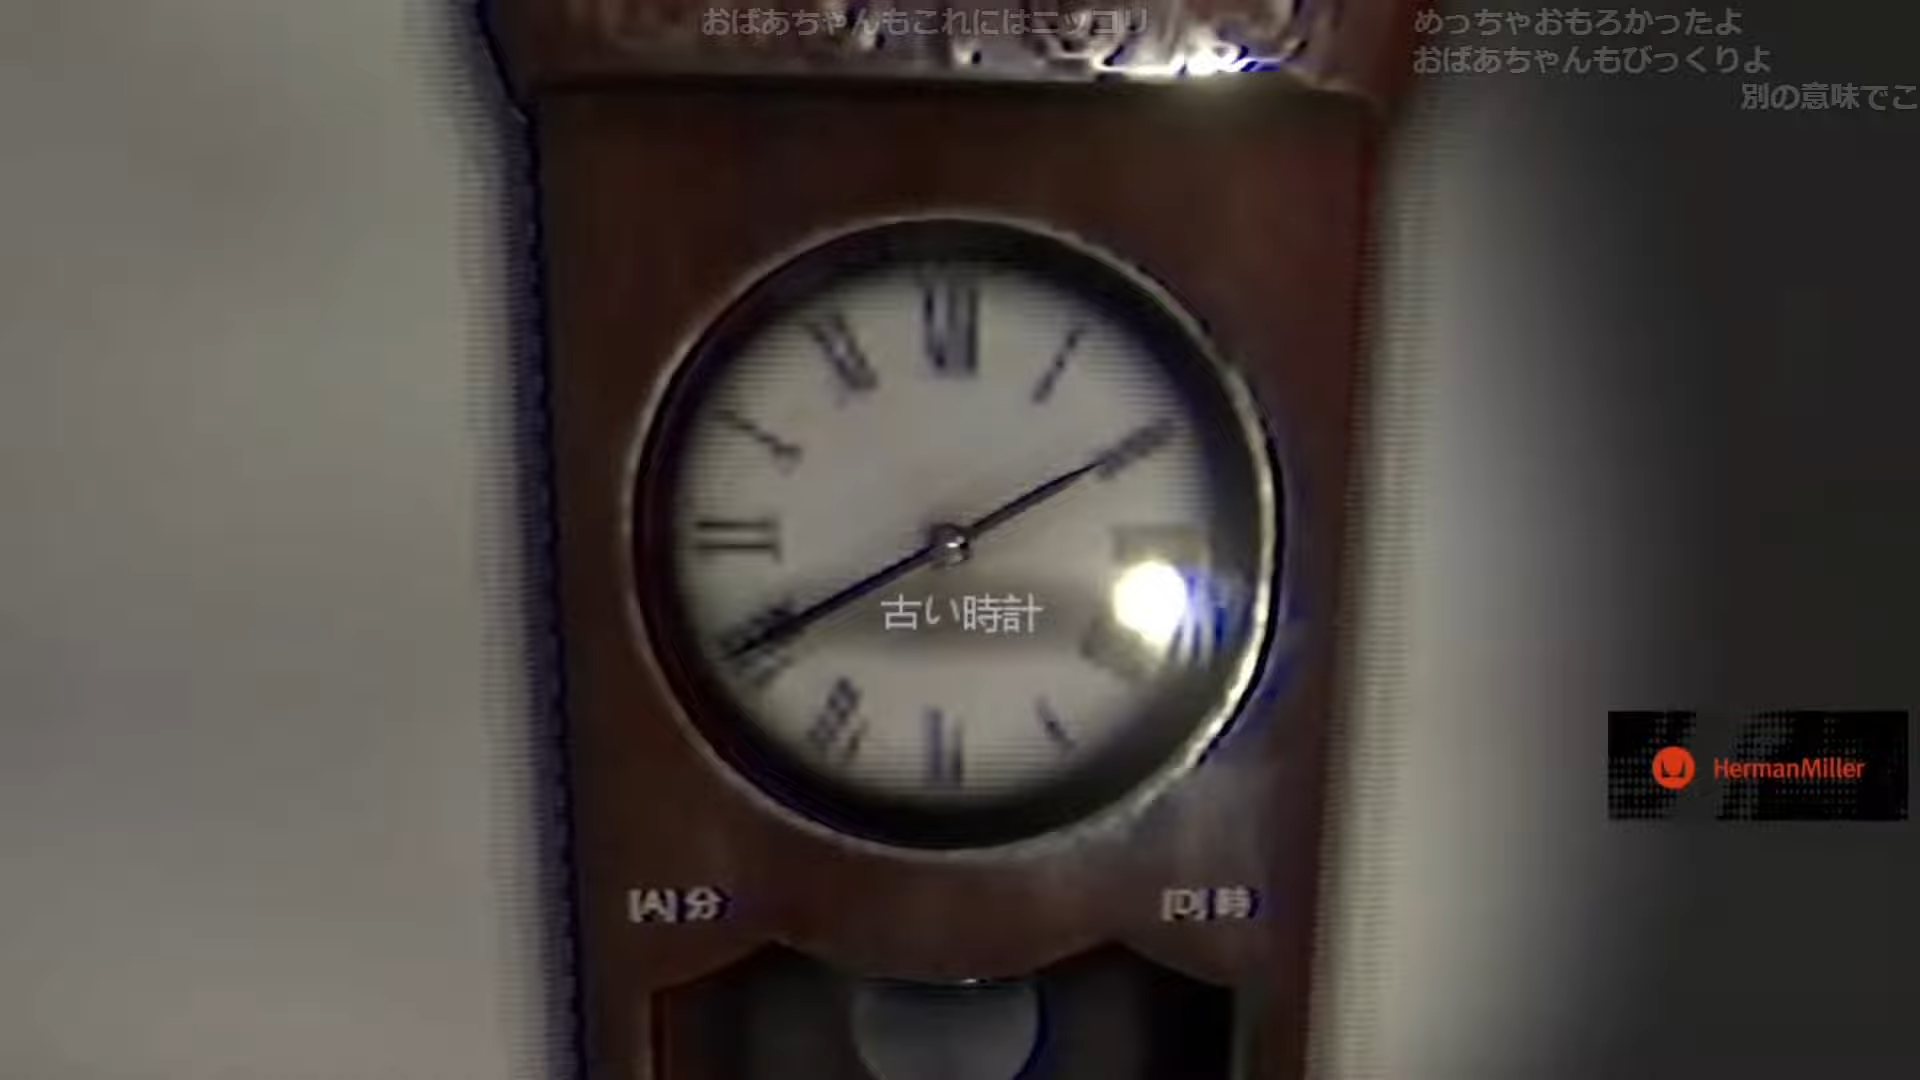 おばあちゃんもこれにはニッコリ
めっちゃおもろかったよ
おばあちゃんもびっくりよ
別の意味でこ
古い時計
HermanMiller
[A] 分
[D] 時